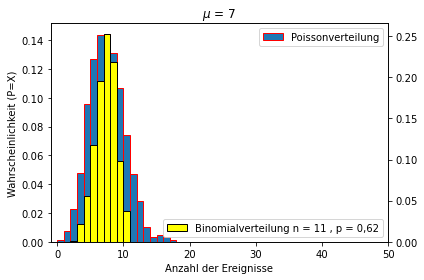 μ = 7
Poissonverteilung
Binomialverteilung n = 11 , p = 0,62
Wahrscheinlichkeit (P=X)
0.14
0.12
0.10
0.08
0.06
0.04
0.02
0.00
0.25
0.20
0.15
0.10
0.05
0.00
0 10 20 30 40 50
Anzahl der Ereignisse